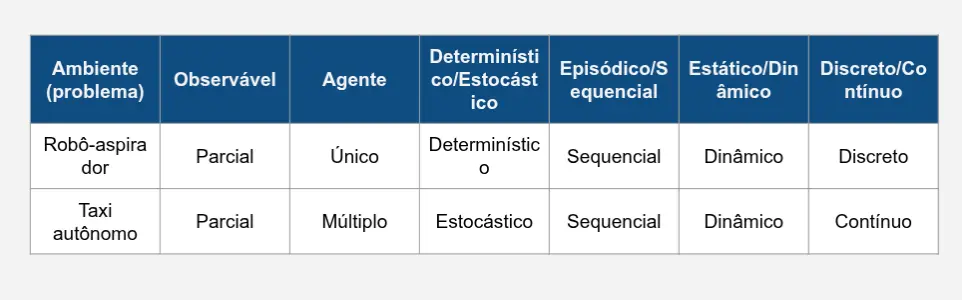 Ambiente (problema) Observável Agente Determinísti co/Estocást ico Episódico/S equencial Estático/Din âmico Discreto/Co ntínuo
Robô-aspira dor Parcial Único Determinístic o Sequencial Dinâmico Discreto
Taxi autônomo Parcial Múltiplo Estocástico Sequencial Dinâmico Contínuo